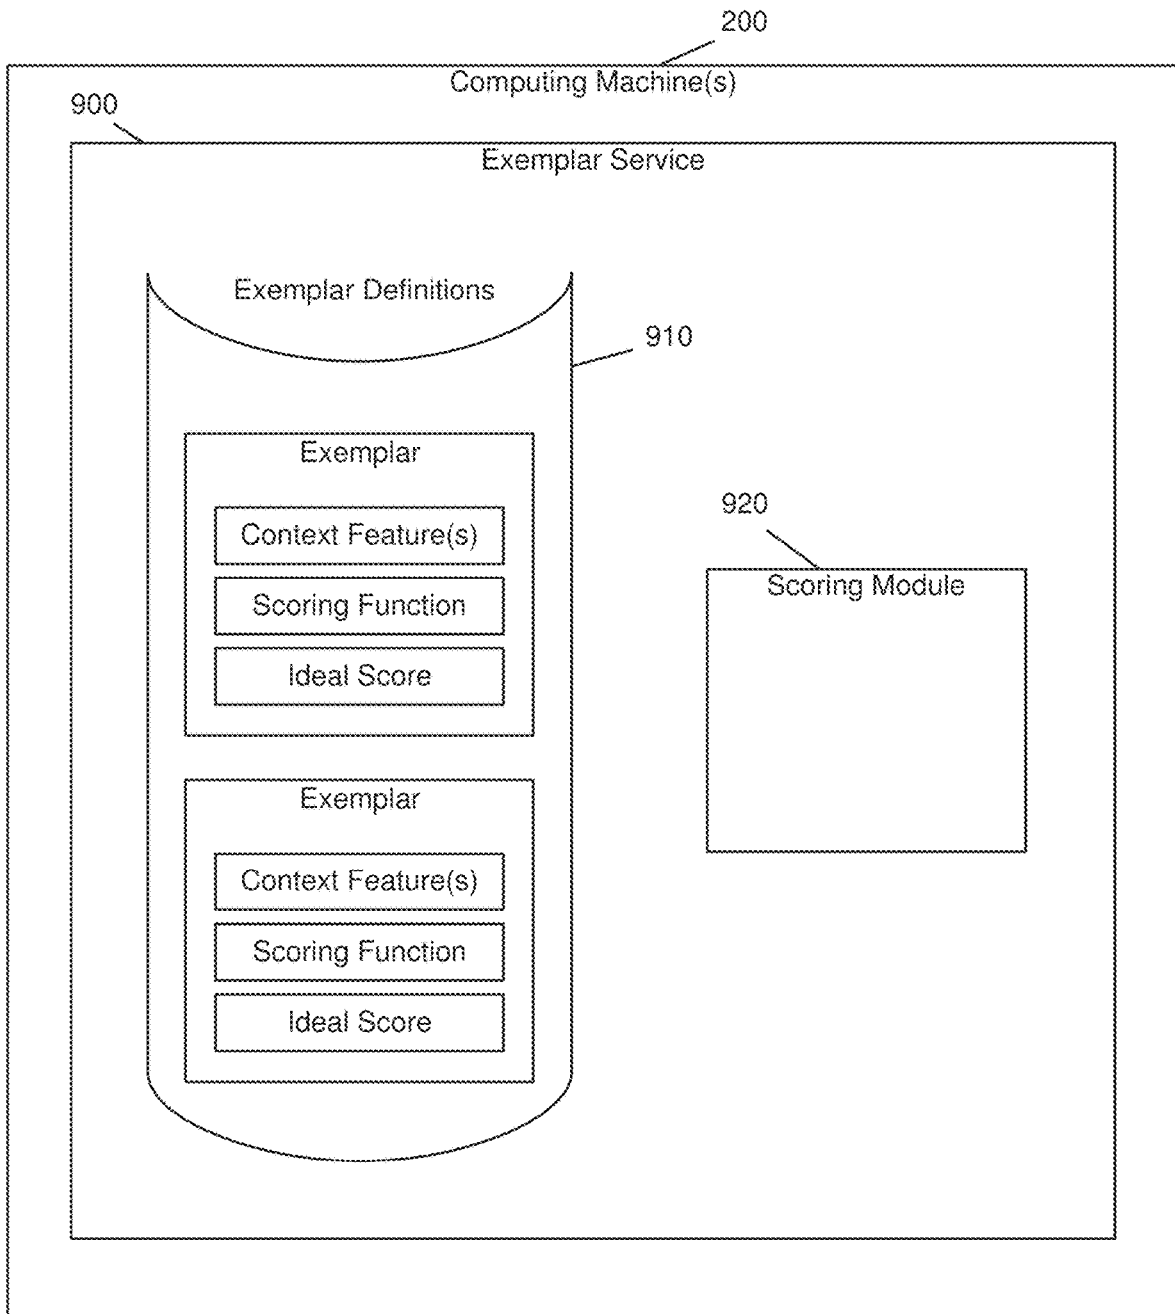 200
Computing Machine(s)
900
Exemplar Service
Exemplar Definitions
910
Exemplar
Context Feature(s)
Scoring Function
Ideal Score
920
Scoring Module
Exemplar
Context Feature(s)
Scoring Function
Ideal Score